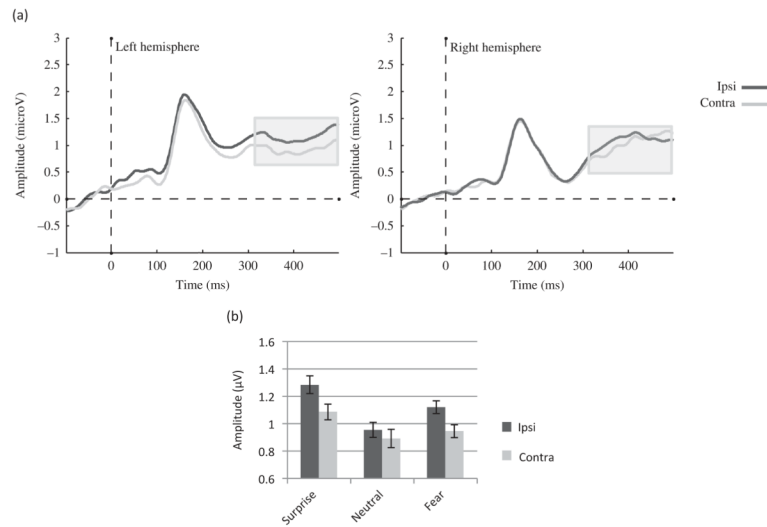 (a)
3
2.5
2
1.5
1
0.5
0
−0.5
−1
Amplitude (microV)
Left hemisphere
0 100 200 300 400
Time (ms)
3
2.5
2
1.5
1
0.5
0
−0.5
−1
Amplitude (microV)
Right hemisphere
0 100 200 300 400
Time (ms)
Ipsi
Contra
(b)
1.6
1.4
1.2
1
0.8
0.6
Amplitude (µV)
Surprise Neutral Fear
Ipsi
Contra